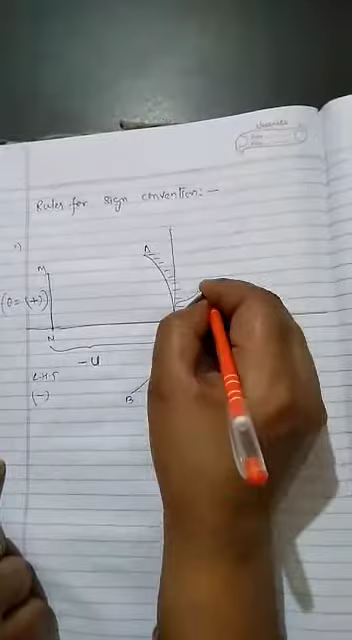 Rules for sign convention:-
A
M
(O = (+))
N
-u
L.H.S
(-)
B